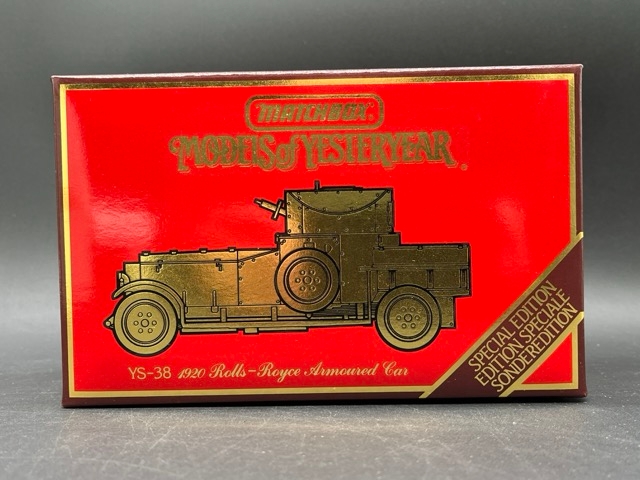 MATCHBOX
MODELS of YESTERYEAR®
YS-38 1920 Rolls-Royce Armoured Car
SPECIAL EDITION
EDITION SPECIALE
SONDEREDITION